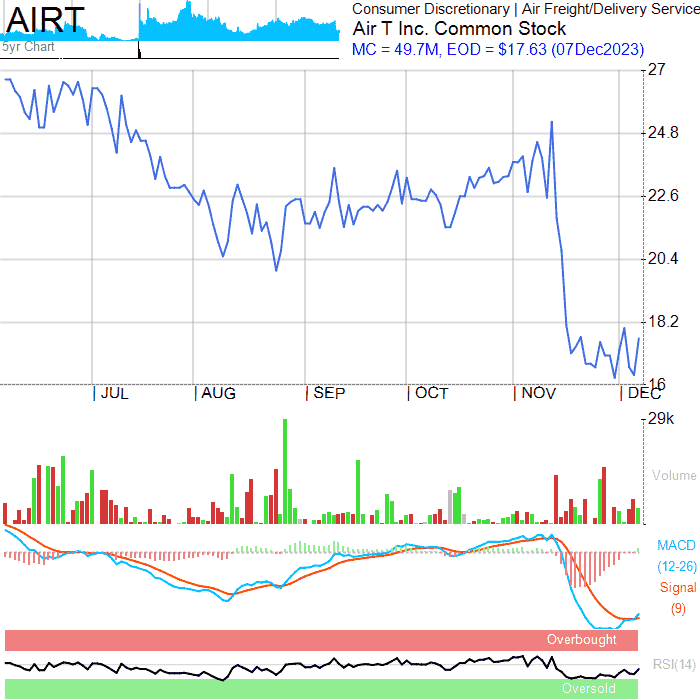 AIRT
5yr Chart
Consumer Discretionary | Air Freight/Delivery Service
Air T Inc. Common Stock
MC = 49.7M, EOD = $17.63 (07Dec2023)
27
24.8
22.6
20.4
18.2
16
JUL
AUG
SEP
OCT
NOV
DEC
29k
Volume
MACD
(12-26)
Signal
(9)
Overbought
RSI(14)
Oversold